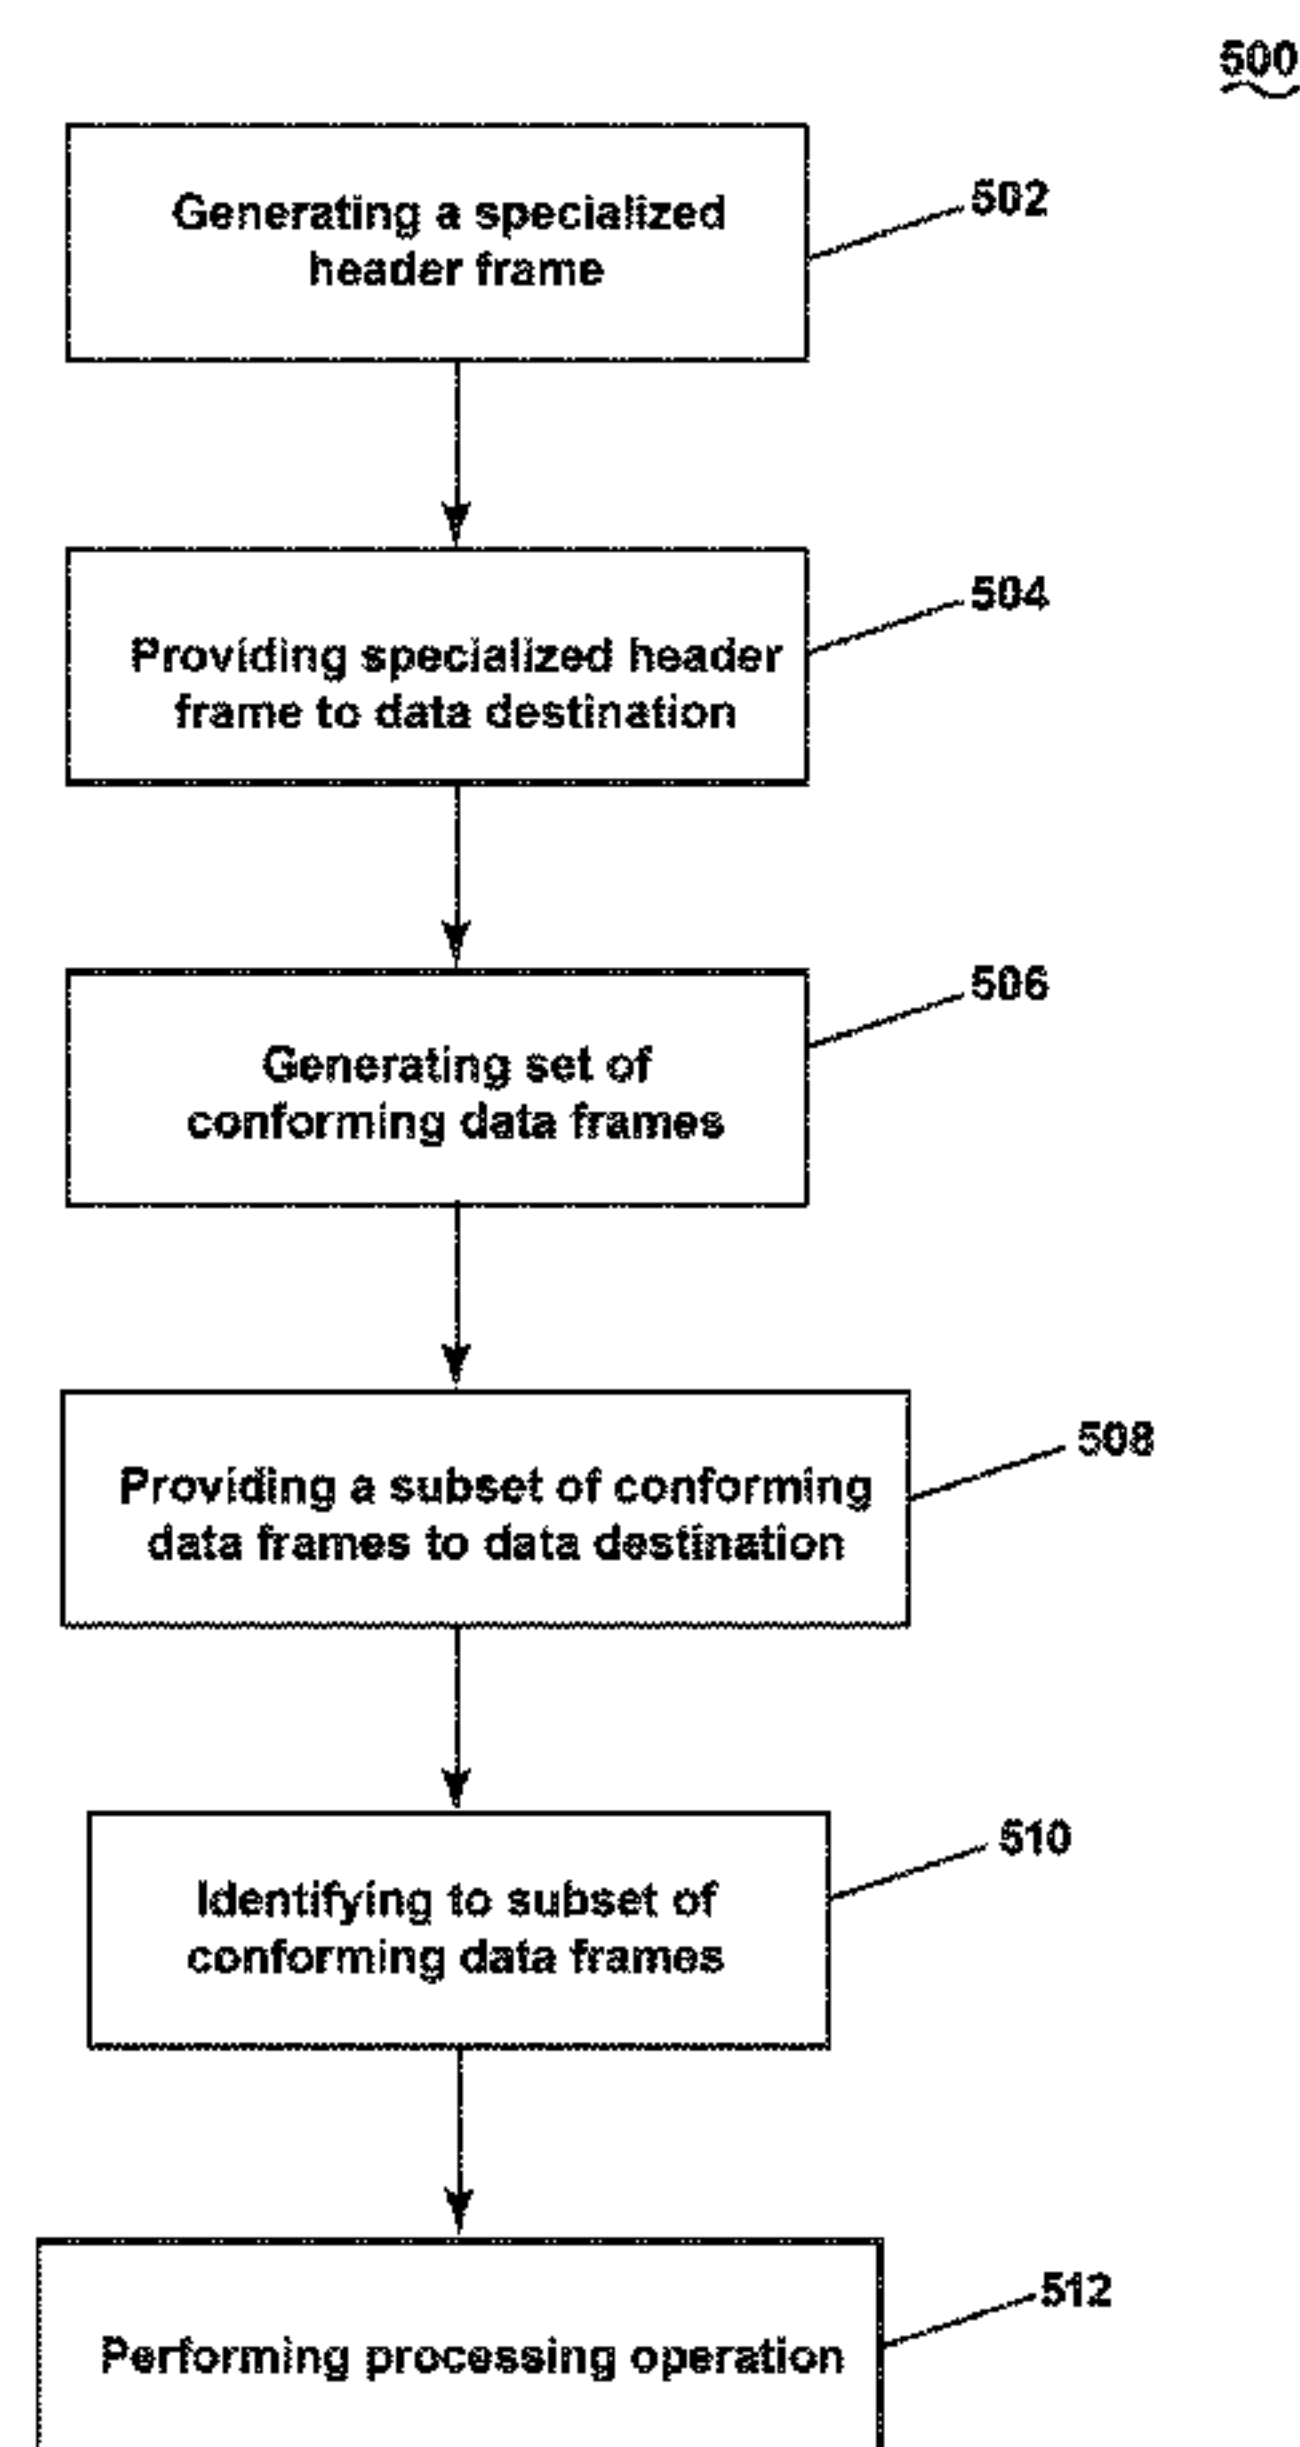 500
Generating a specialized
header frame
502
Providing specialized header
frame to data destination
504
Generating set of
conforming data frames
506
Providing a subset of conforming
data frames to data destination
508
Identifying to subset of
conforming data frames
510
Performing processing operation
512